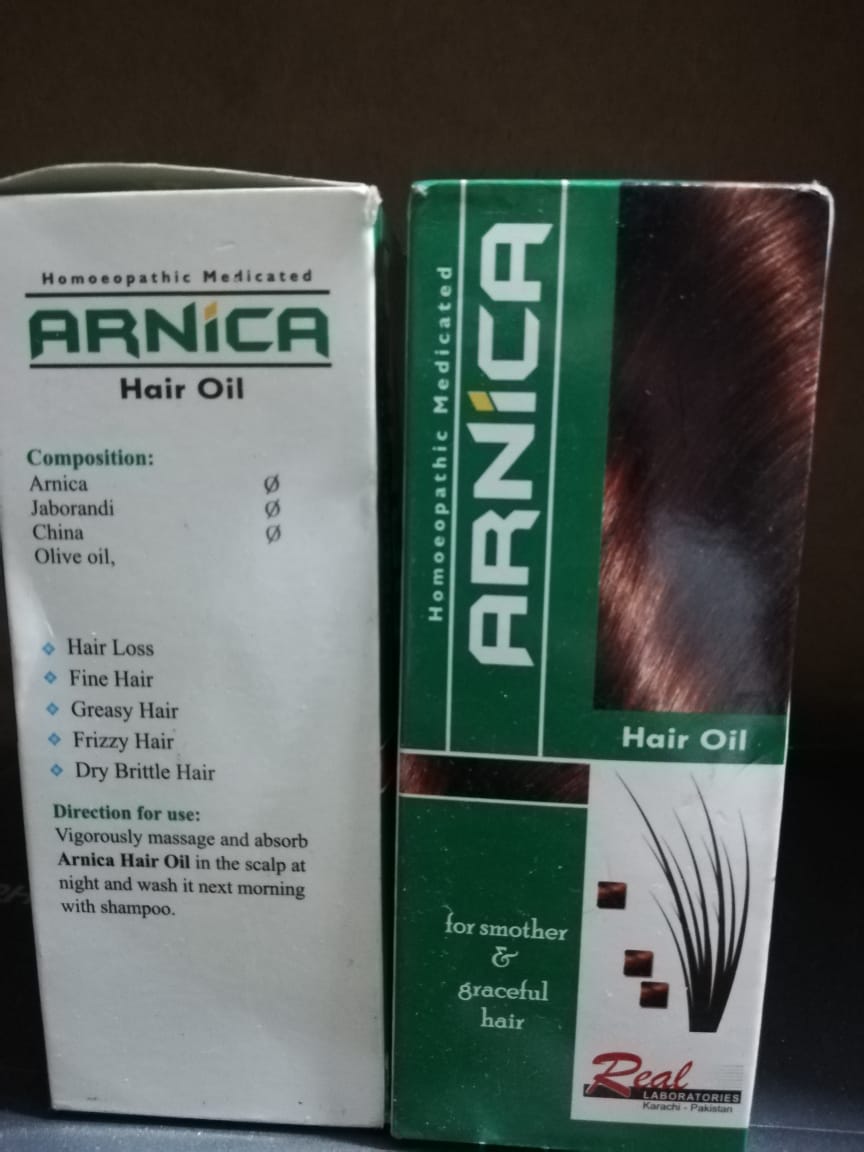 Homoeopathic Medicated
ARNICA
Hair Oil
Composition:
Arnica Ø
Jaborandi Ø
China Ø
Olive oil,
Hair Loss
Fine Hair
Greasy Hair
Frizzy Hair
Dry Brittle Hair
Direction for use:
Vigorously massage and absorb
Arnica Hair Oil in the scalp at
night and wash it next morning
with shampoo.
Homoeopathic Medicated
ARNICA
Hair Oil
for smother
&
graceful
hair
Real
LABORATORIES
Karachi - Pakistan